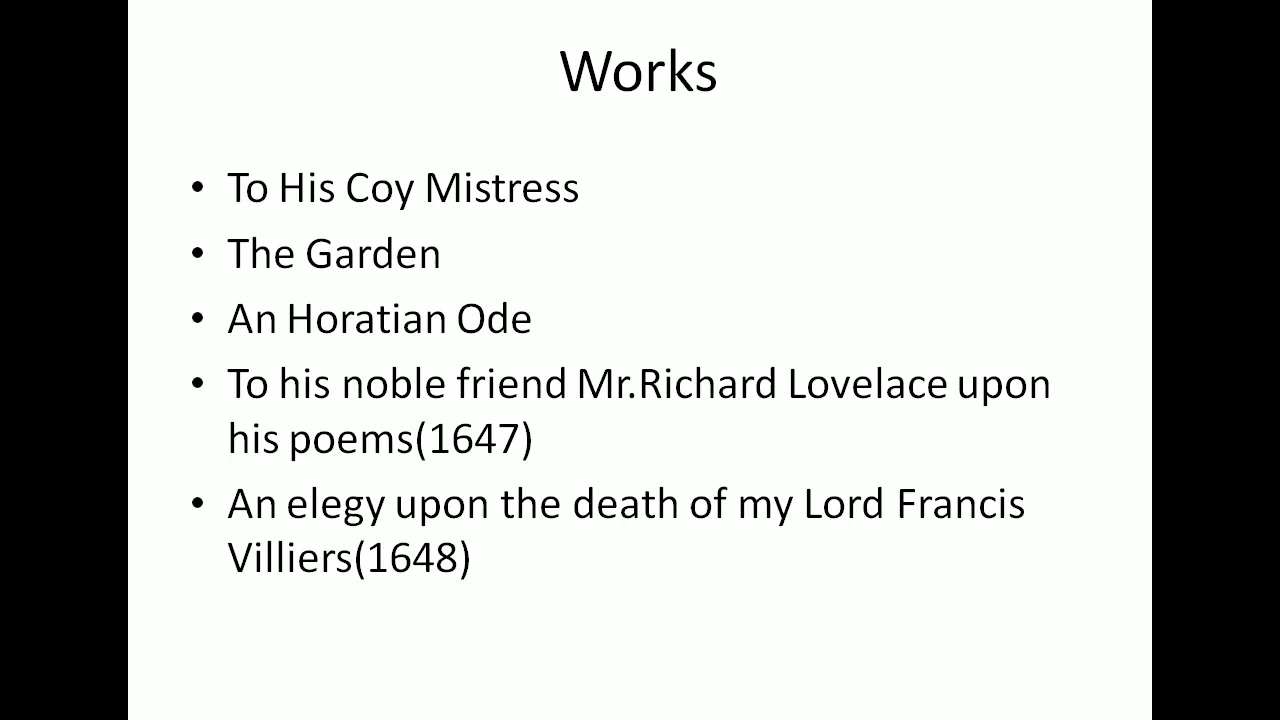 Works
• To His Coy Mistress
• The Garden
• An Horatian Ode
• To his noble friend Mr.Richard Lovelace upon
his poems(1647)
• An elegy upon the death of my Lord Francis
Villiers(1648)